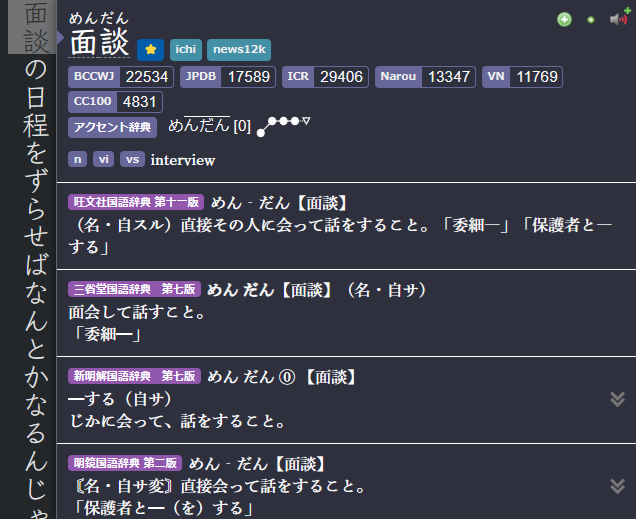 面談の日程をずらせばなんとかなるんじゃ
めんだん
面談 ichi news12k
BCCWJ 22534 JPDB 17589 ICR 29406 Narou 13347 VN 11769
CC100 4831
アクセント辞典 めんだん [0]
n vi vs interview
旺文社国語辞典 第十一版 めん‐だん【面談】
（名・自スル）直接その人に会って話をすること。「委細―」「保護者と―
する」
三省堂国語辞典 第七版 めん だん【面談】（名・自サ）
面会して話すこと。
「委細━」
新明解国語辞典 第七版 めん だん ⓪ 【面談】
━する（自サ）
じかに会って、話をすること。
明鏡国語辞典 第二版 めん‐だん【面談】
〘名・自サ変〙直接会って話をすること。
「保護者と━（を）する」